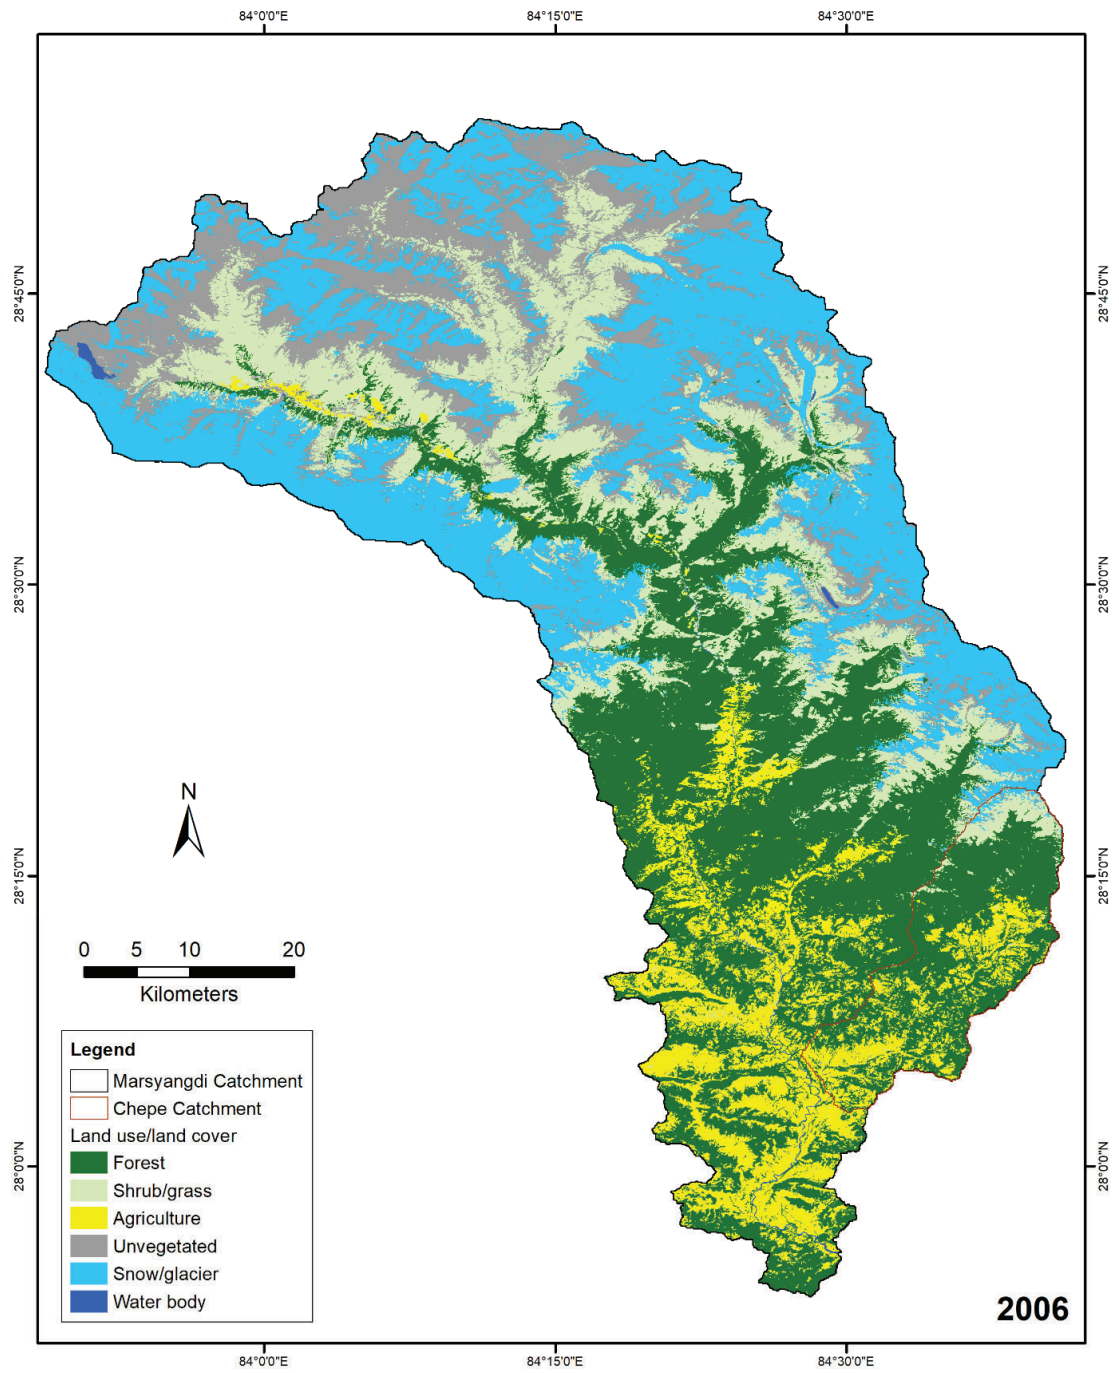 84°0'0"E 84°15'0"E 84°30'0"E
28°45'0"N 28°45'0"N
28°30'0"N 28°30'0"N
N
28°15'0"N 28°15'0"N
0 5 10 20
Kilometers
Legend
Marsyangdi Catchment
Chepe Catchment
Land use/land cover
Forest
Shrub/grass
Agriculture
Unvegetated
Snow/glacier
Water body
28°0'0"N 28°0'0"N
2006
84°0'0"E 84°15'0"E 84°30'0"E